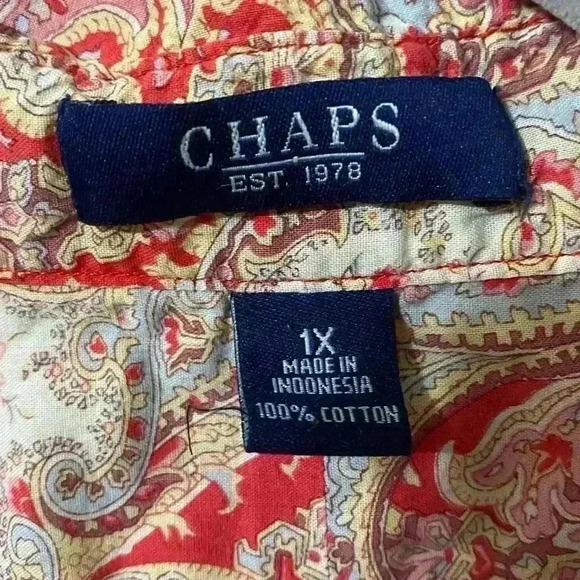 CHAPS
EST. 1978
1X
MADE IN
INDONESIA
100% COTTON